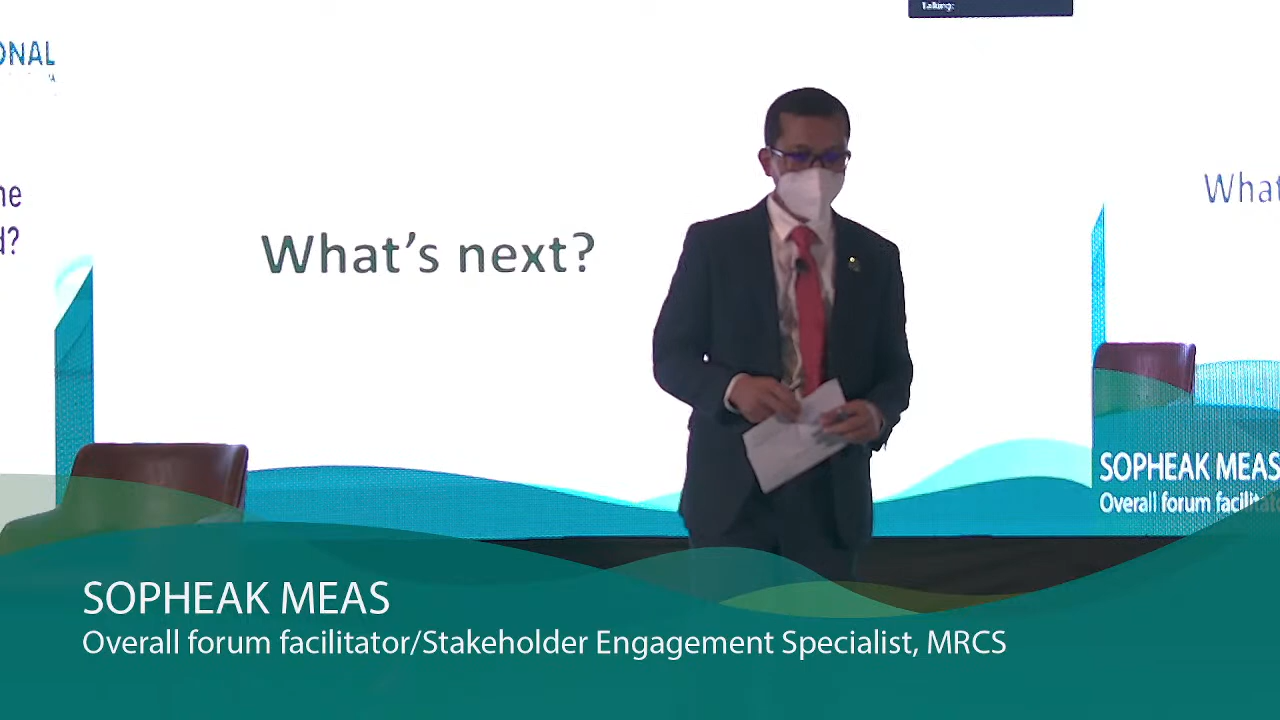 Talking:
ONAL
ne
d?
What's next?
What
SOPHEAK MEAS
Overall forum facilitat
SOPHEAK MEAS
Overall forum facilitator/Stakeholder Engagement Specialist, MRCS